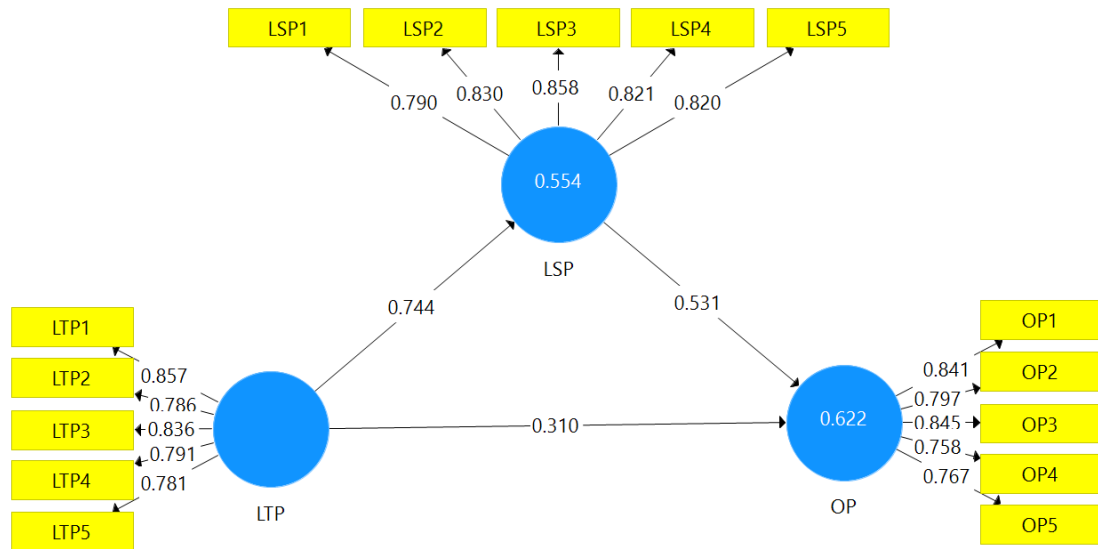 LSP1
LSP2
LSP3
LSP4
LSP5
0.790
0.830
0.858
0.821
0.820
0.554
LSP
0.744
0.531
LTP1
LTP2
LTP3
LTP4
LTP5
0.857
0.786
0.836
0.791
0.781
LTP
0.310
0.622
OP
0.841
0.797
0.845
0.758
0.767
OP1
OP2
OP3
OP4
OP5